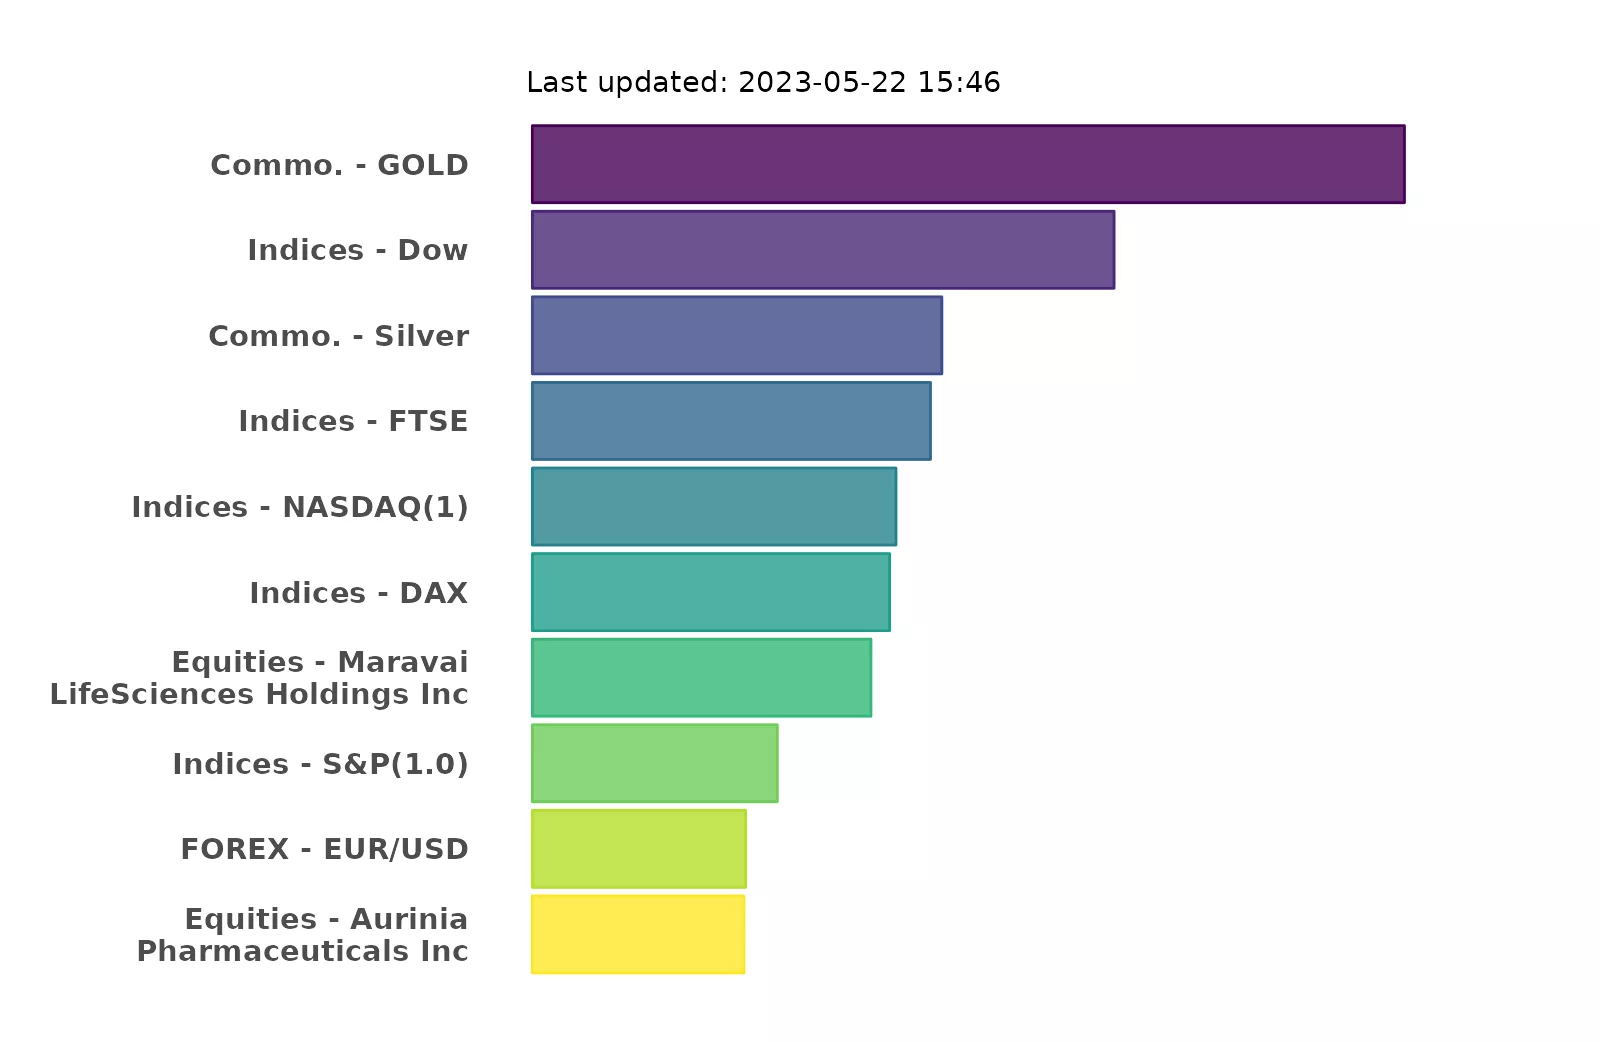 Last updated: 2023-05-22 15:46
Commo. - GOLD
Indices - Dow
Commo. - Silver
Indices - FTSE
Indices - NASDAQ(1)
Indices - DAX
Equities - Maravai
LifeSciences Holdings Inc
Indices - S&P(1.0)
FOREX - EUR/USD
Equities - Aurinia
Pharmaceuticals Inc